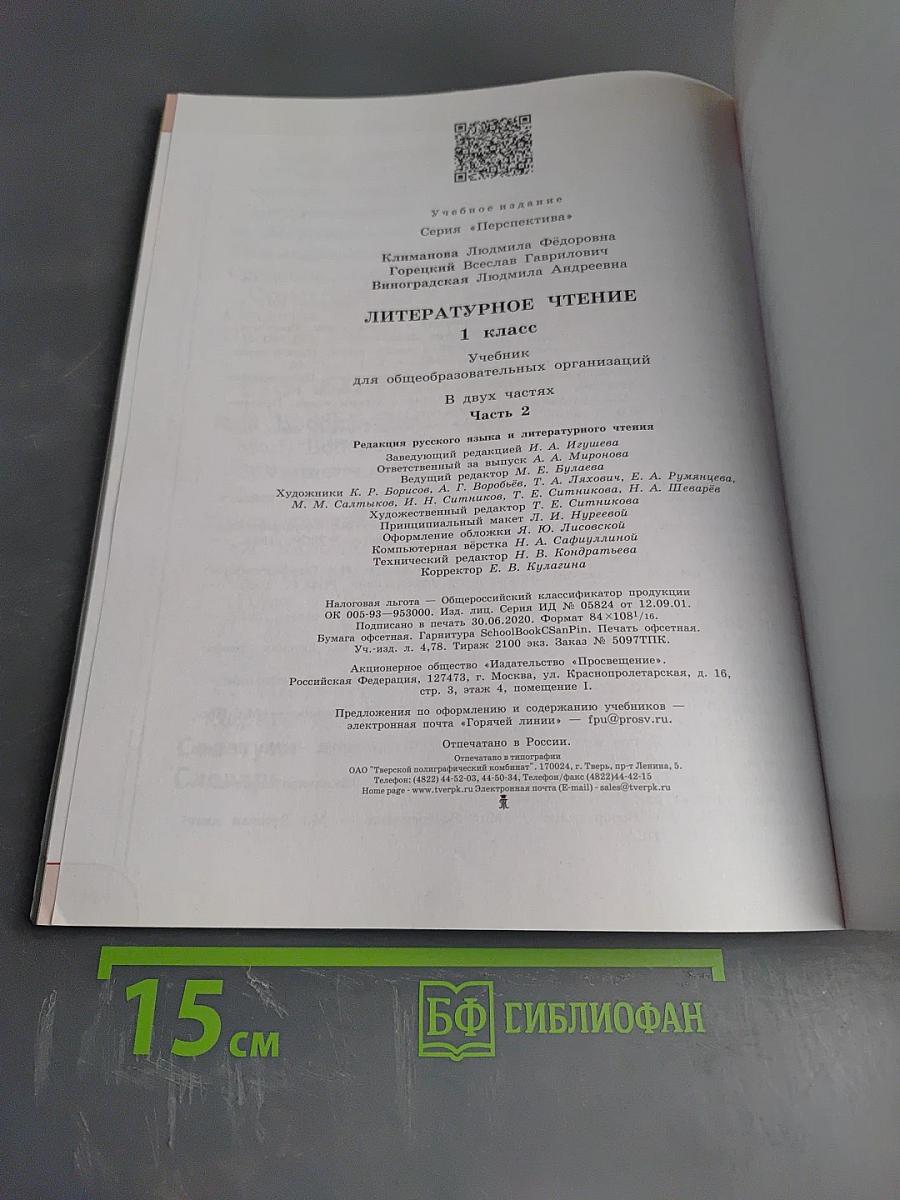 Учебное издание
Серия «Перспектива»
Климанова Людмила Фёдоровна
Горецкий Всеслав Гаврилович
Виноградская Людмила Андреевна
ЛИТЕРАТУРНОЕ ЧТЕНИЕ
1 класс
Учебник
для общеобразовательных организаций
В двух частях
Часть 2
Редакция русского языка и литературного чтения
Заведующий редакцией И. А. Игушева
Ответственный за выпуск А. А. Миронова
Ведущий редактор М. Е. Булаева
Художники К. Р. Борисов, А. Г. Воробьёв, Т. А. Ляхович, Е. А. Румянцева,
М. М. Салтыков, И. Н. Ситников, Т. Е. Ситникова, Н. А. Шеварёв
Художественный редактор Т. Е. Ситникова
Принципиальный макет Л. И. Нуреевой
Оформление обложки Я. Ю. Лисовской
Компьютерная вёрстка Н. А. Сафиуллиной
Технический редактор Н. В. Кондратьева
Корректор Е. В. Кулагина
Налоговая льгота — Общероссийский классификатор продукции
ОК 005-93—953000. Изд. лиц. Серия ИД № 05824 от 12.09.01.
Подписано в печать 30.06.2020. Формат 84×108¹/₁₆.
Бумага офсетная. Гарнитура SchoolBookCSanPin. Печать офсетная.
Уч.-изд. л. 4,78. Тираж 2100 экз. Заказ № 5097ТПК.
Акционерное общество «Издательство «Просвещение».
Российская Федерация, 127473, г. Москва, ул. Краснопролетарская, д. 16,
стр. 3, этаж 4, помещение I.
Предложения по оформлению и содержанию учебников —
электронная почта «Горячей линии» — fpu@prosv.ru.
Отпечатано в России.
Отпечатано в типографии
ОАО "Тверской полиграфический комбинат". 170024, г. Тверь, пр-т Ленина, 5.
Телефон: (4822) 44-52-03, 44-50-34, Телефон/факс (4822)44-42-15
Home page - www.tverpk.ru Электронная почта (E-mail) - sales@tverpk.ru
15 см
БФ БИБЛИОФАН